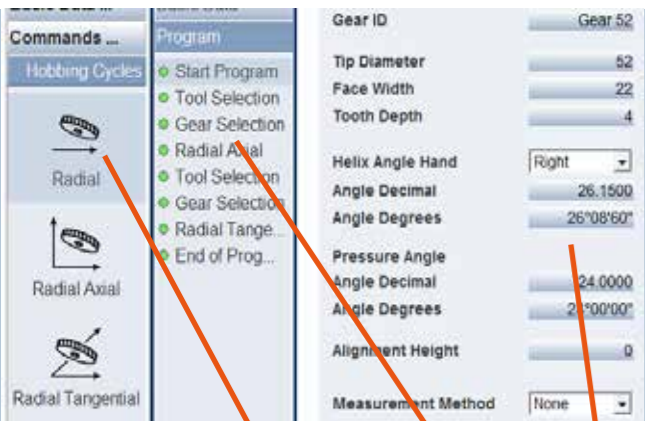 Commands ...
Hobbing Cycles
Radial
Radial Axial
Radial Tangential
Program
Start Program
Tool Selection
Gear Selection
Radial Axial
Tool Selection
Gear Selection
Radial Tange...
End of Prog...
Gear ID Gear 52
Tip Diameter 52
Face Width 22
Tooth Depth 4
Helix Angle Hand Right
Angle Decimal 26.1500
Angle Degrees 26°08'60"
Pressure Angle
Angle Decimal 24.0000
Angle Degrees
Alignment Height 0
Measurement Method None